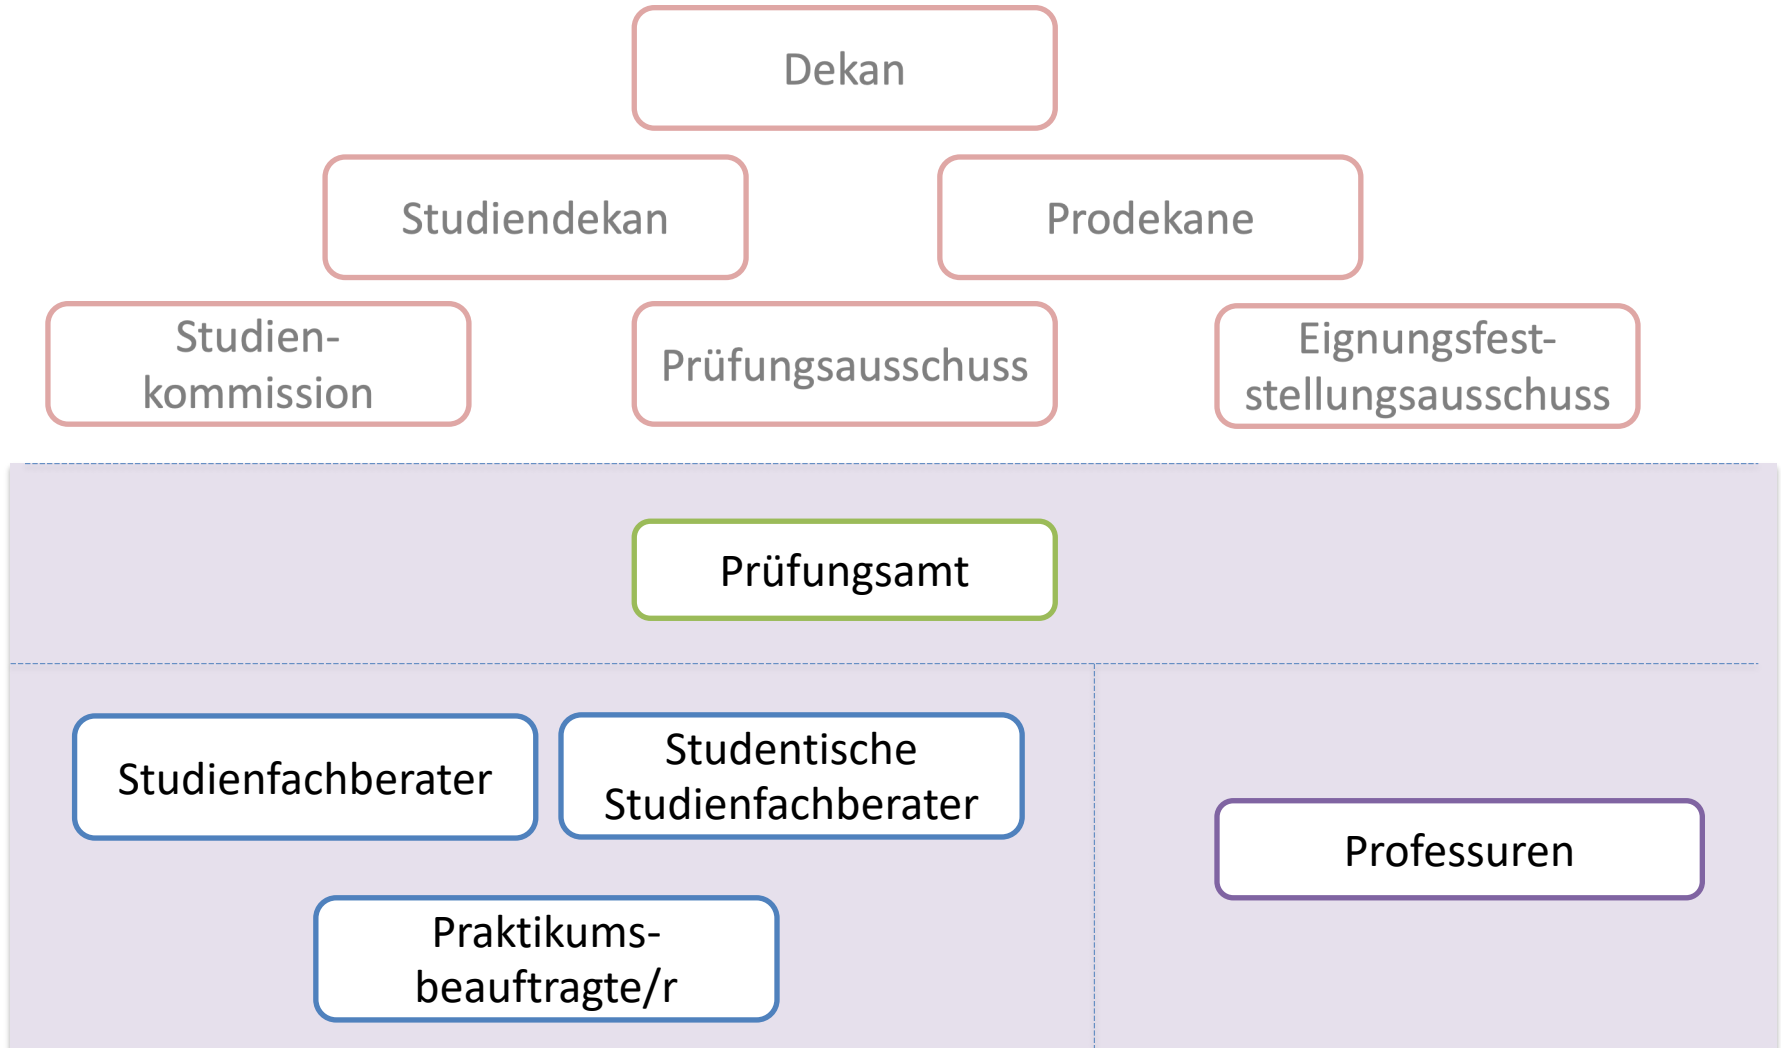 Dekan
Studiendekan
Prodekane
Studien-
kommission
Prüfungsausschuss
Eignungsfest-
stellungsausschuss
Prüfungsamt
Studienfachberater
Studentische
Studienfachberater
Professuren
Praktikums-
beauftragte/r